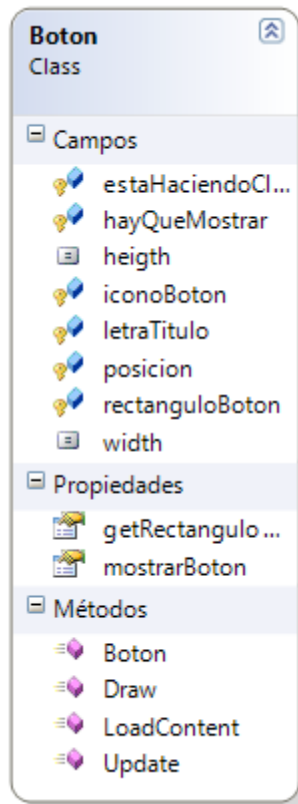 Boton
Class
Campos
estaHaciendoCl...
hayQueMostrar
heigth
iconoBoton
letraTitulo
posicion
rectanguloBoton
width
Propiedades
getRectangulo ...
mostrarBoton
Métodos
Boton
Draw
LoadContent
Update